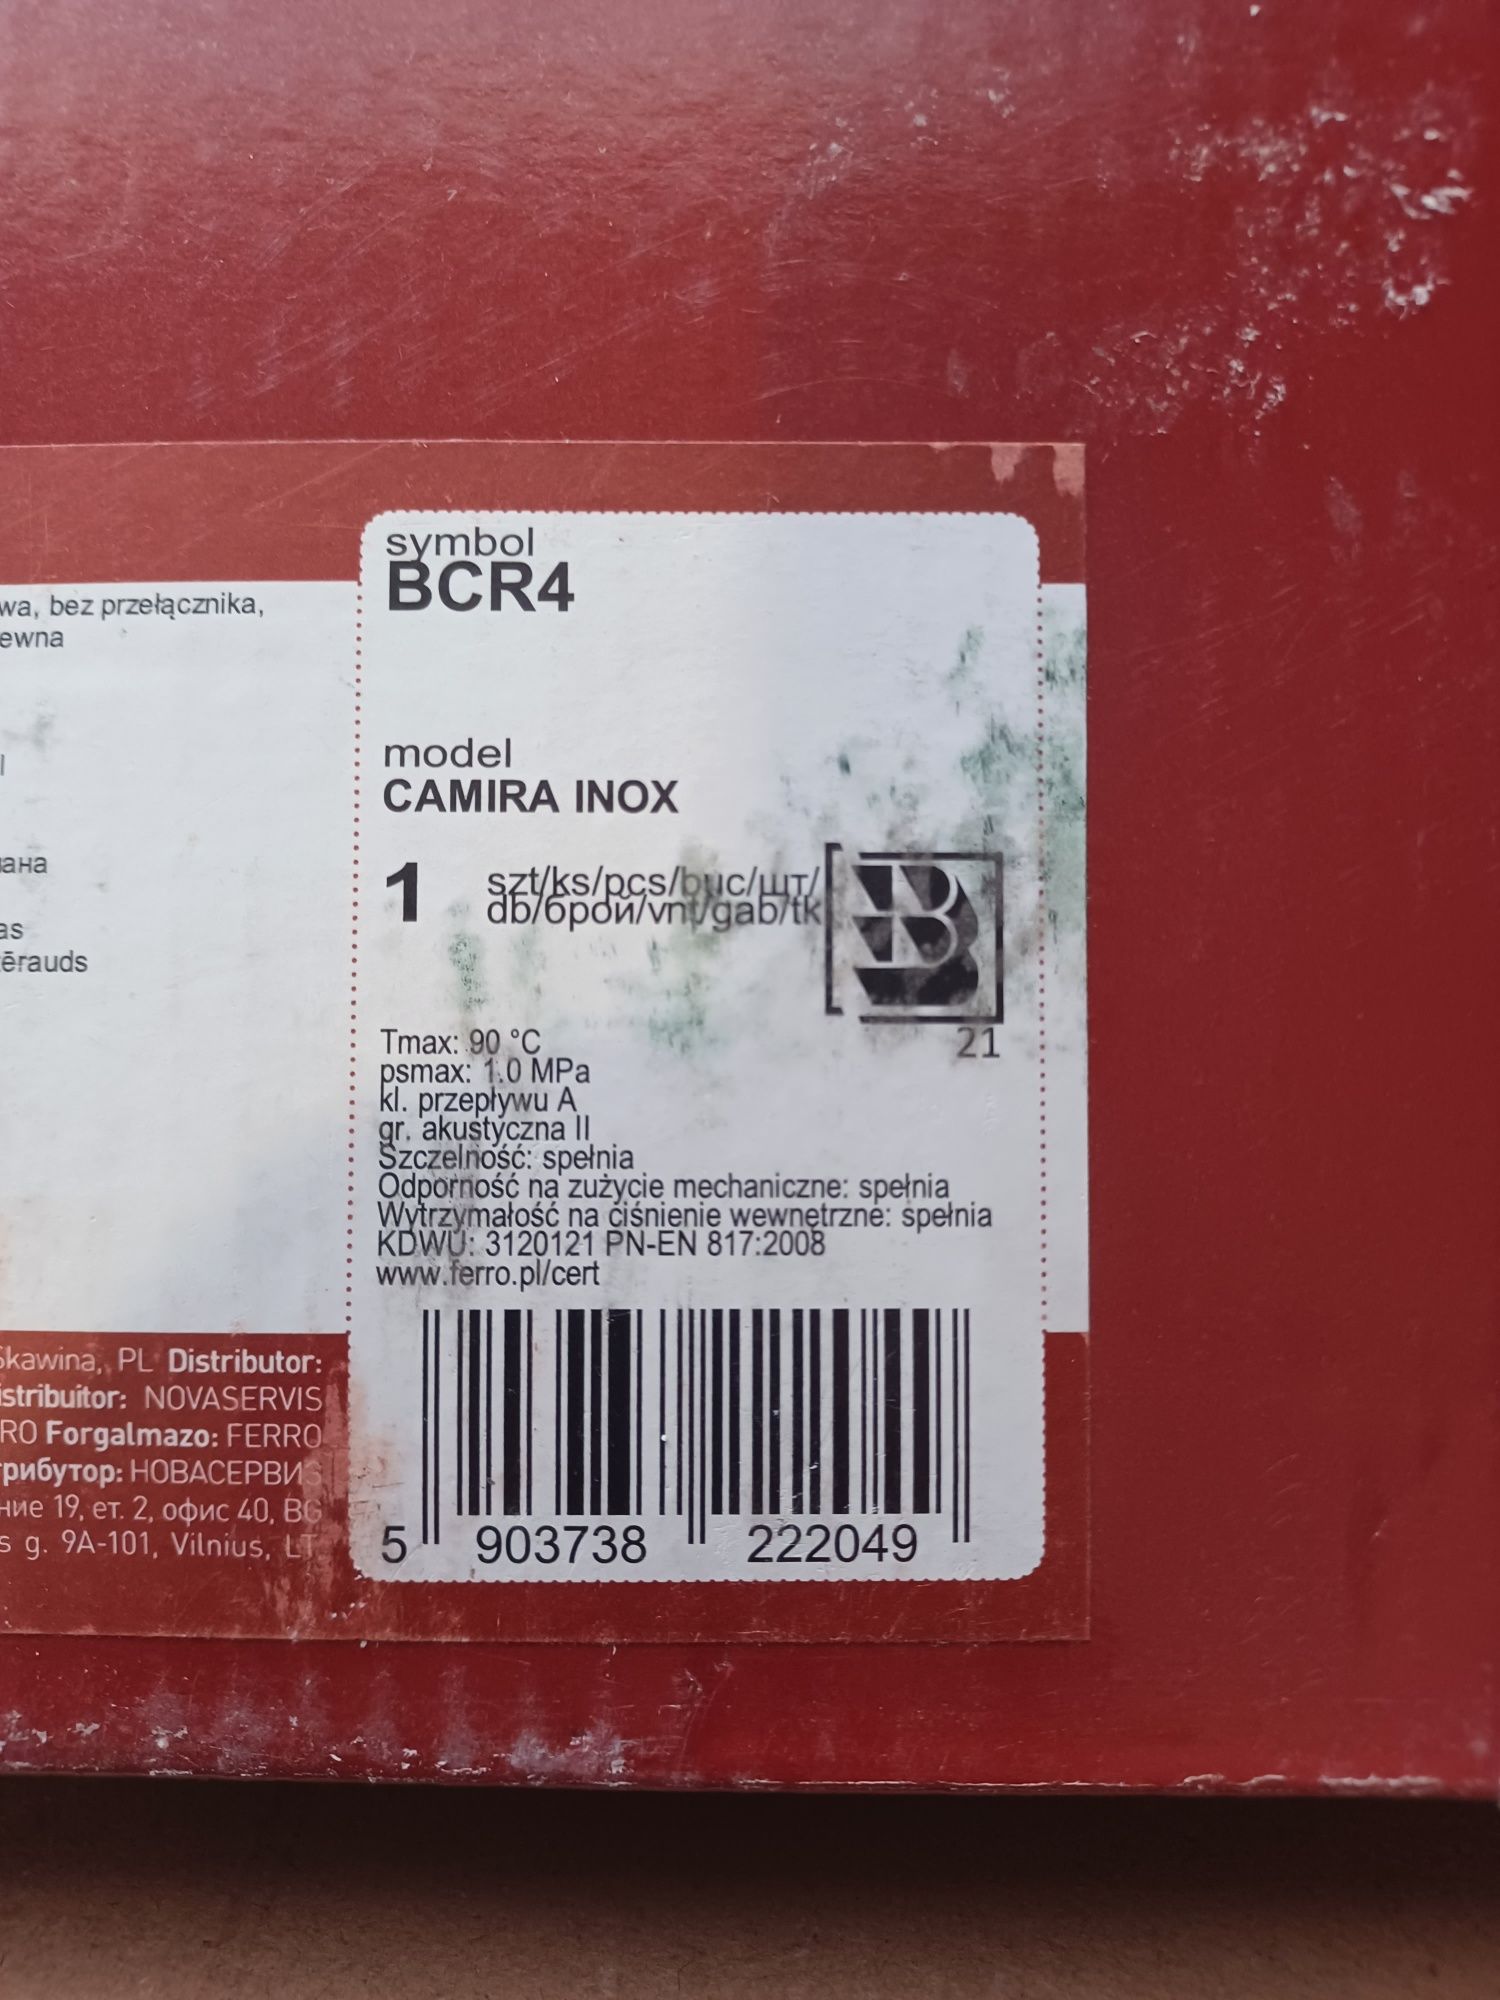 wa, bez przełącznika,
ewna
l
ана
as
tērauds
symbol
BCR4
model
CAMIRA INOX
1 szt/ks/pcs/buc/шт/
db/брой/vnt/gab/tk
B
21
Tmax: 90 °C
psmax: 1.0 MPa
kl. przepływu A
gr. akustyczna II
Szczelność: spełnia
Odporność na zużycie mechaniczne: spełnia
Wytrzymałość na ciśnienie wewnętrzne: spełnia
KDWU: 3120121 PN-EN 817:2008
www.ferro.pl/cert
5 903738 222049
Skawina, PL Distributor:
istribuitor: NOVASERVIS
RO Forgalmazo: FERRO
трибутор: НОВАСЕРВИС
ние 19, ет. 2, офис 40, BG
s g. 9A-101, Vilnius, LT